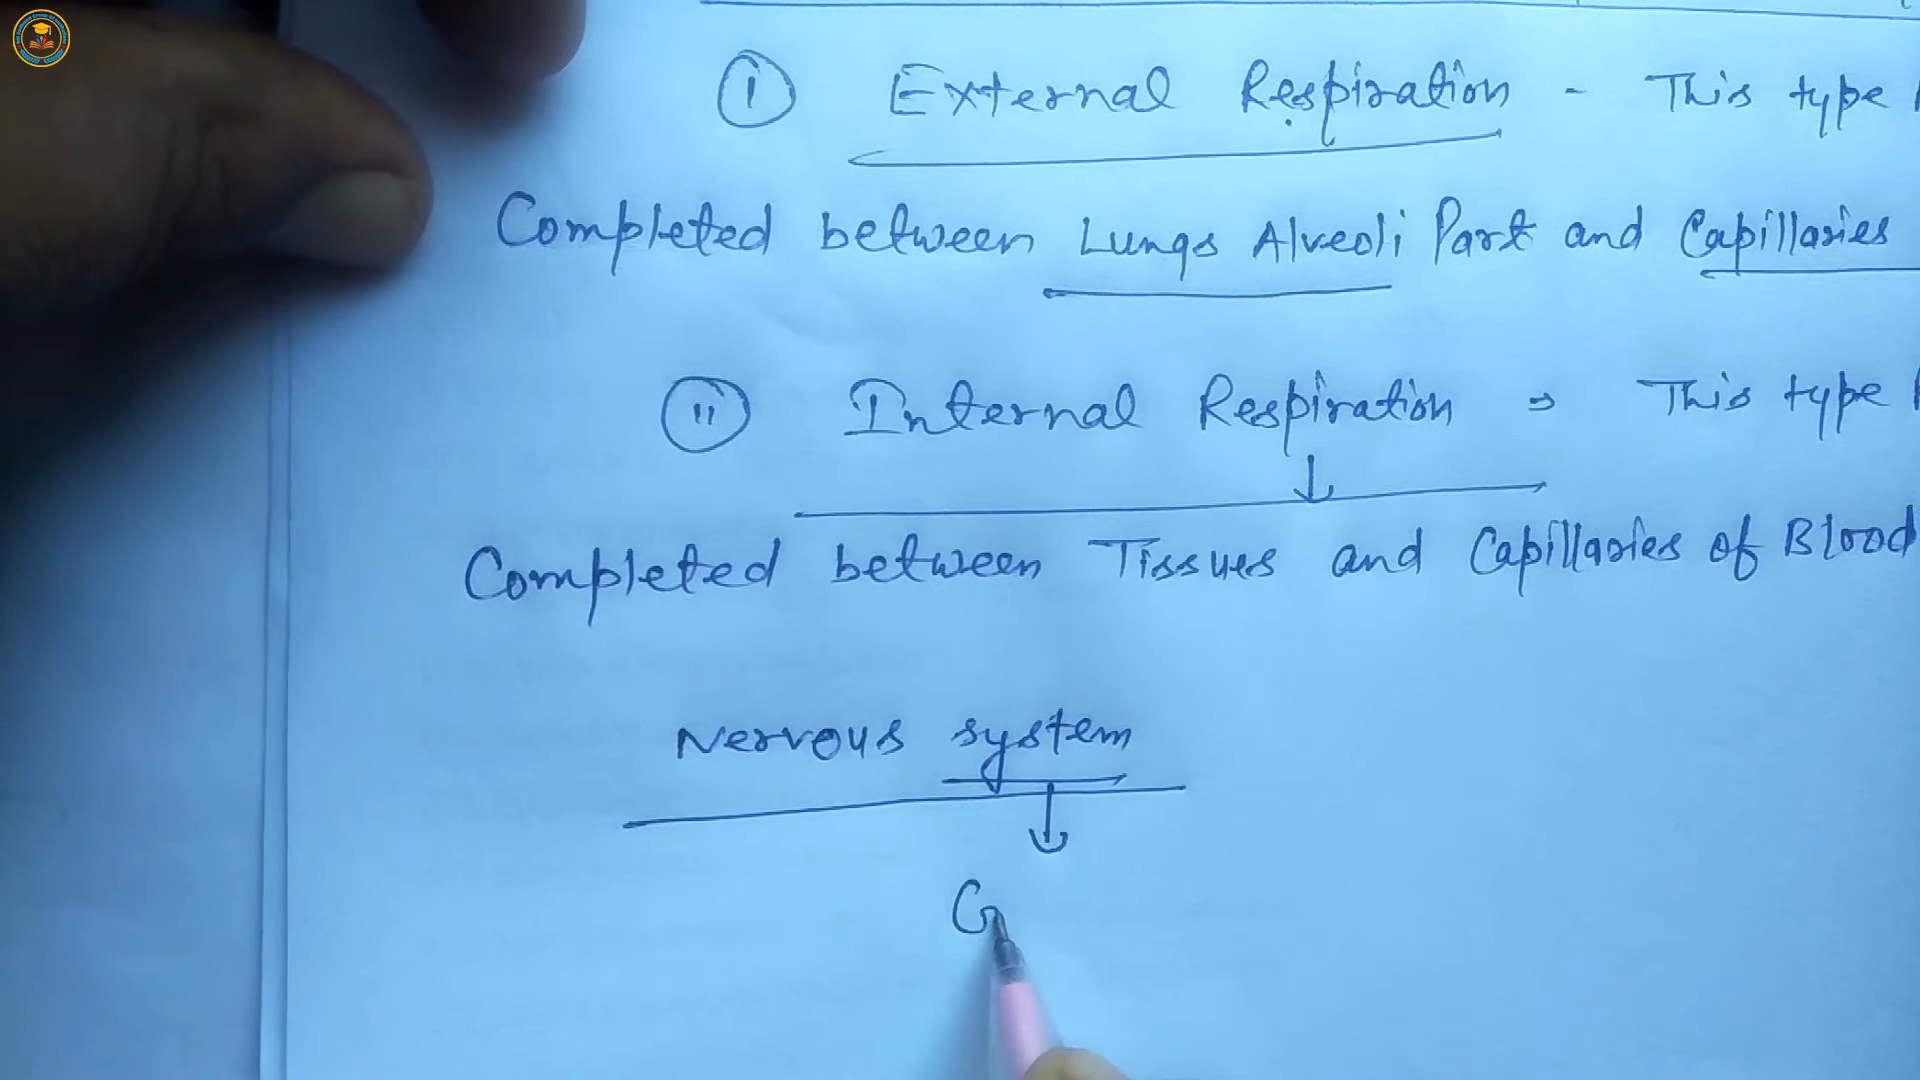 ① External Respiration - This type
Completed between Lungs Alveoli Part and Capillaries
ⅱ Internal Respiration → This type
↓
Completed between Tissues and Capillaries of Blood
Nervous system
↓